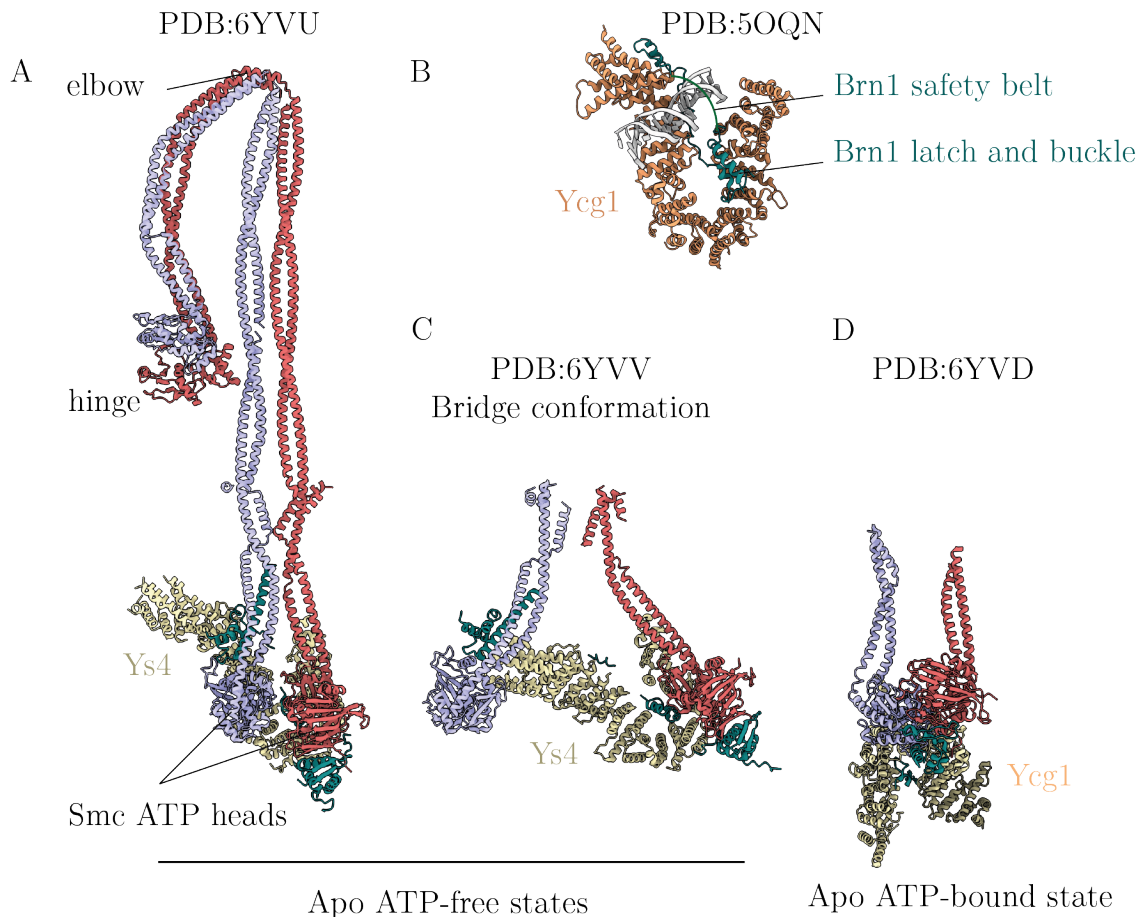 PDB:6YVU
PDB:5OQN
A
elbow
B
Brn1 safety belt
Brn1 latch and buckle
Ycg1
hinge
C
D
PDB:6YVV
Bridge conformation
PDB:6YVD
Ys4
Ys4
Ycg1
Smc ATP heads
Apo ATP-free states
Apo ATP-bound state